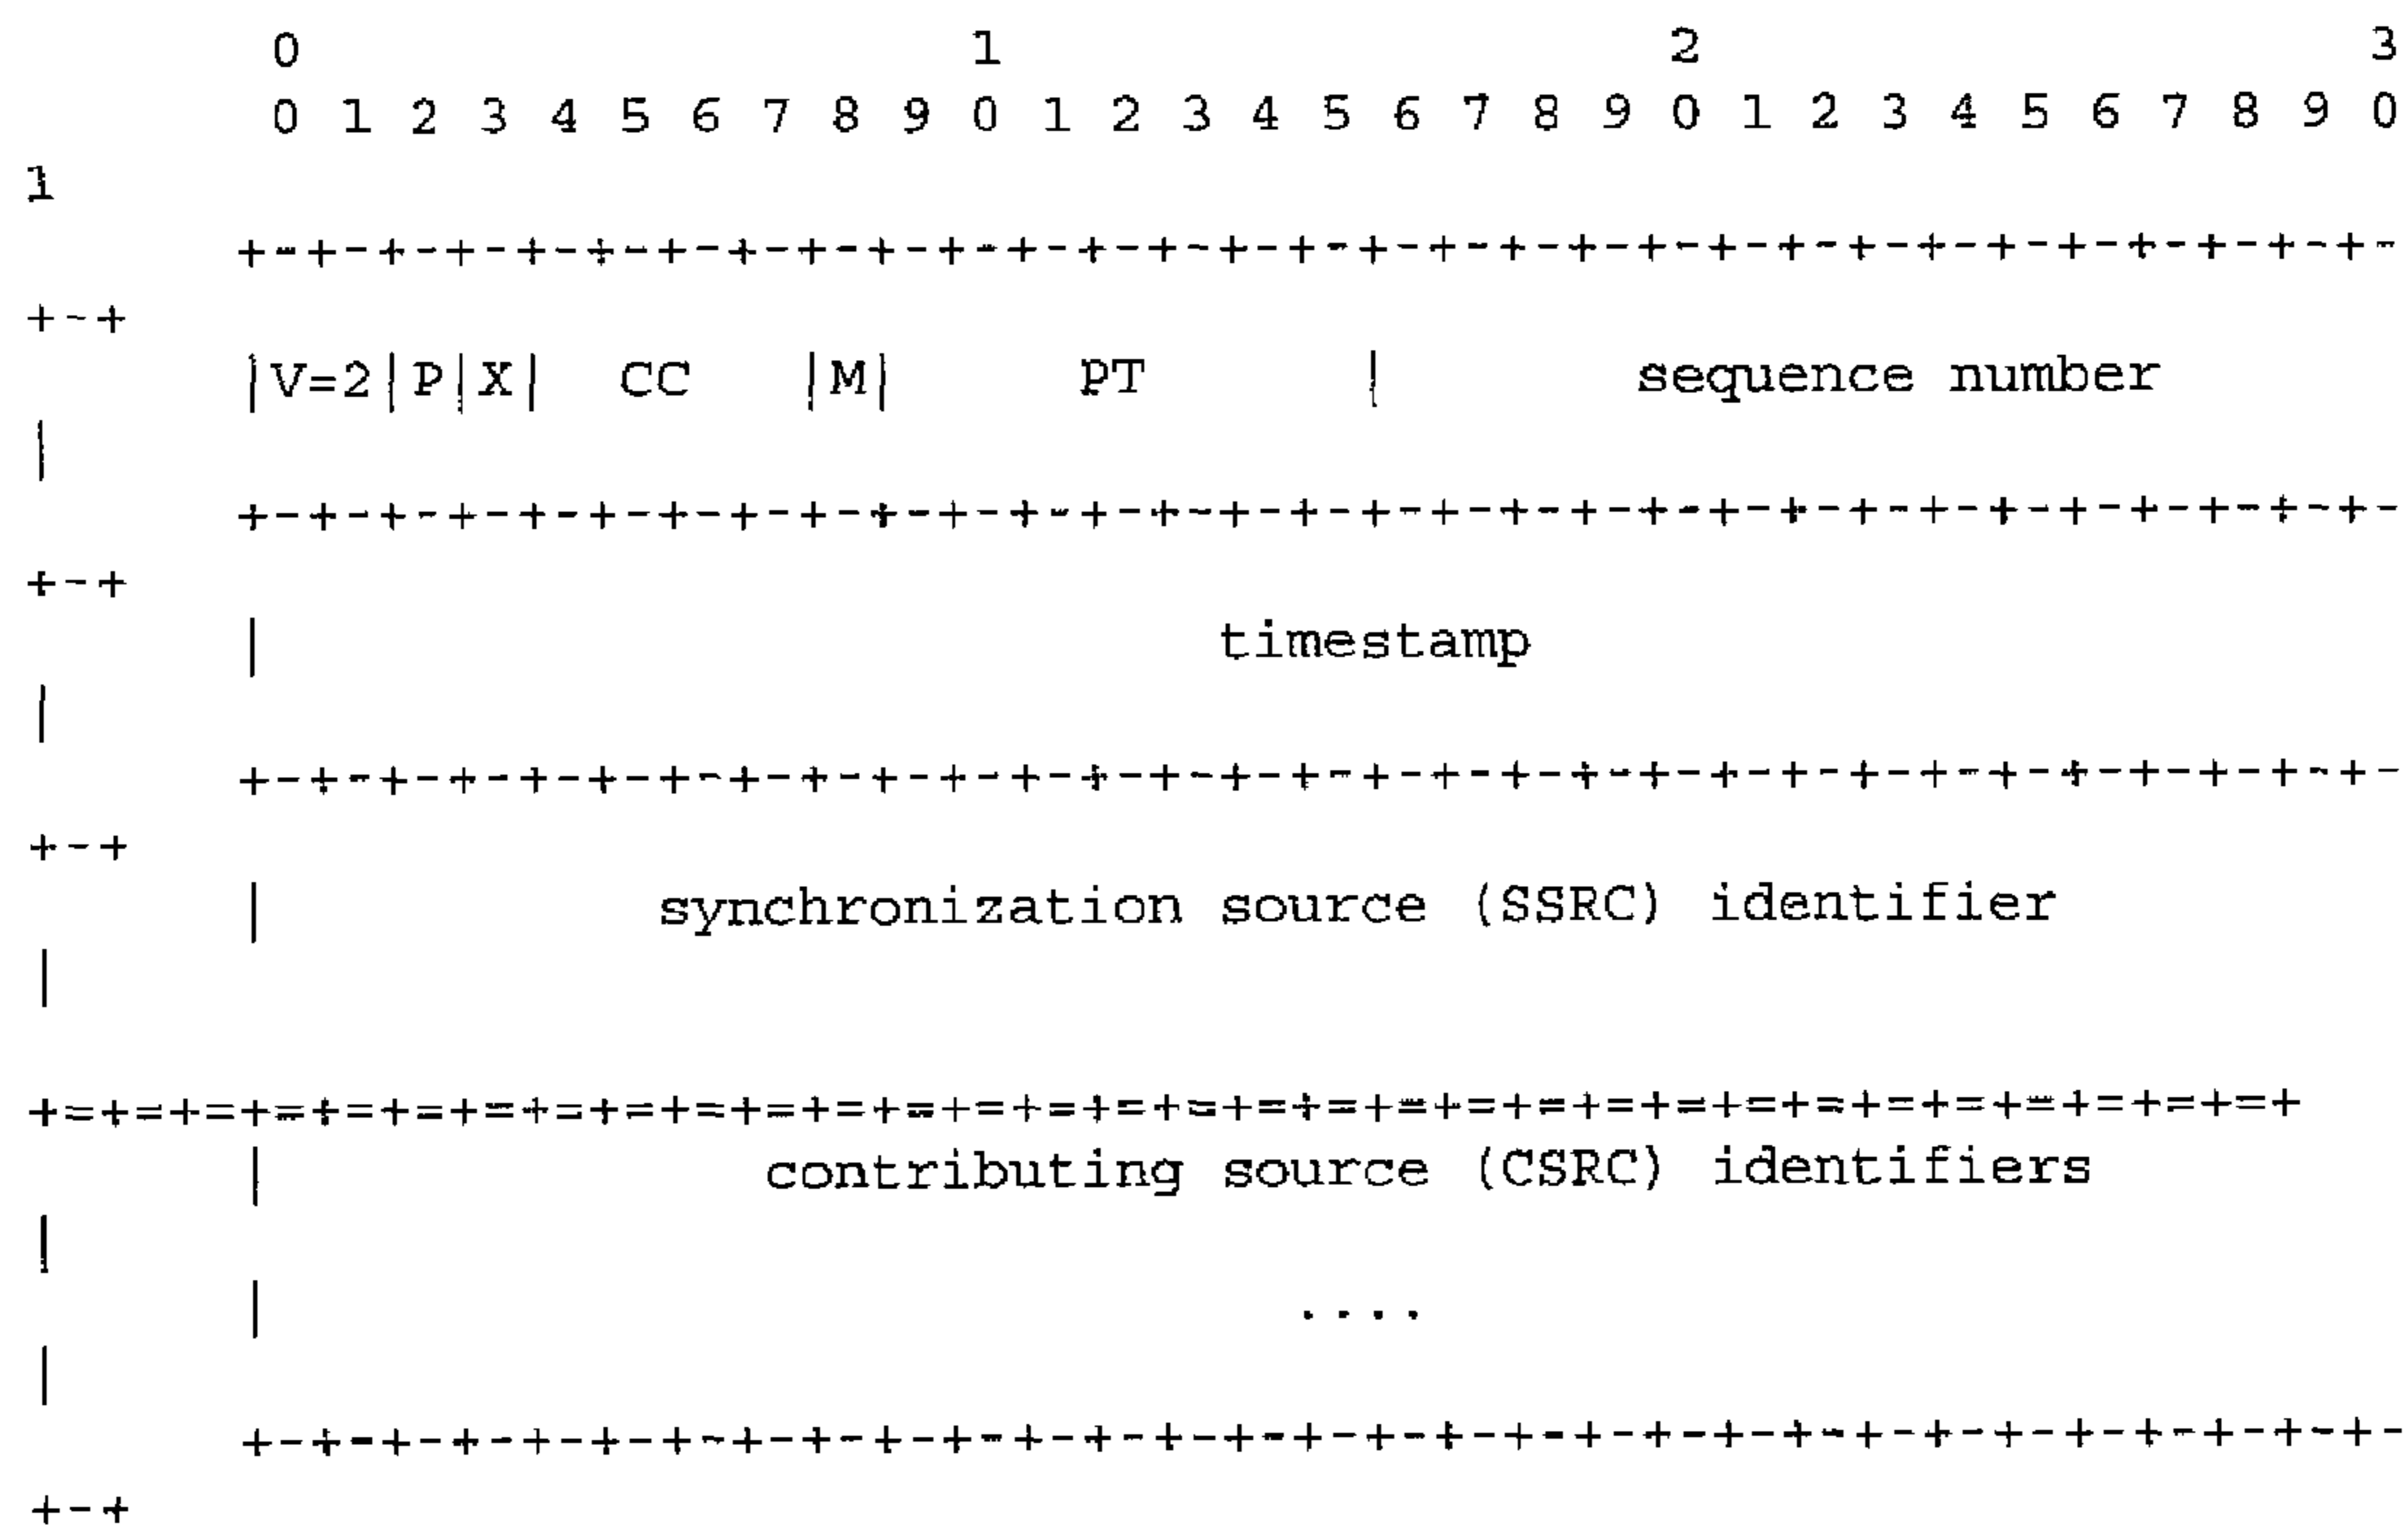 0 1 2 3
0 1 2 3 4 5 6 7 8 9 0 1 2 3 4 5 6 7 8 9 0 1 2 3 4 5 6 7 8 9 0
1
+-+-+-+-+-+-+-+-+-+-+-+-+-+-+-+-+-+-+-+-+-+-+-+-+-+-+-+-+-+-+-
+-+
|V=2|P|X| CC |M| PT | sequence number
|
+-+-+-+-+-+-+-+-+-+-+-+-+-+-+-+-+-+-+-+-+-+-+-+-+-+-+-+-+-+-+-
+-+
| timestamp
|
+-+-+-+-+-+-+-+-+-+-+-+-+-+-+-+-+-+-+-+-+-+-+-+-+-+-+-+-+-+-+-
+-+
| synchronization source (SSRC) identifier
|
+=+=+=+=+=+=+=+=+=+=+=+=+=+=+=+=+=+=+=+=+=+=+=+=+=+=+=+=+=+=+=+=+
| contributing source (CSRC) identifiers
|
| ....
|
+-+-+-+-+-+-+-+-+-+-+-+-+-+-+-+-+-+-+-+-+-+-+-+-+-+-+-+-+-+-+-
+-+